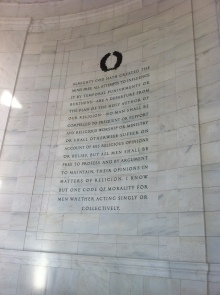 ALMIGHTY GOD HATH CREATED THE
MIND FREE. ALL ATTEMPTS TO INFLUENCE
IT BY TEMPORAL PUNISHMENTS OR
BURTHENS...ARE A DEPARTURE FROM
THE PLAN OF THE HOLY AUTHOR OF
OUR RELIGION...NO MAN SHALL BE
COMPELLED TO FREQUENT OR SUPPORT
ANY RELIGIOUS WORSHIP OR MINISTRY
OR SHALL OTHERWISE SUFFER ON
ACCOUNT OF HIS RELIGIOUS OPINIONS
OR BELIEF, BUT ALL MEN SHALL BE
FREE TO PROFESS AND BY ARGUMENT
TO MAINTAIN, THEIR OPINIONS IN
MATTERS OF RELIGION. I KNOW
BUT ONE CODE OF MORALITY FOR
MEN WHETHER ACTING SINGLY OR
COLLECTIVELY.